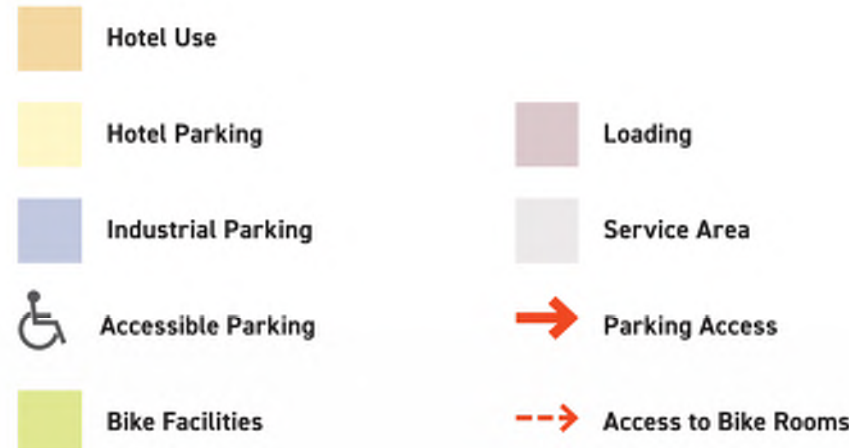 Hotel Use
Hotel Parking
Loading
Industrial Parking
Service Area
Accessible Parking
Parking Access
Bike Facilities
Access to Bike Rooms